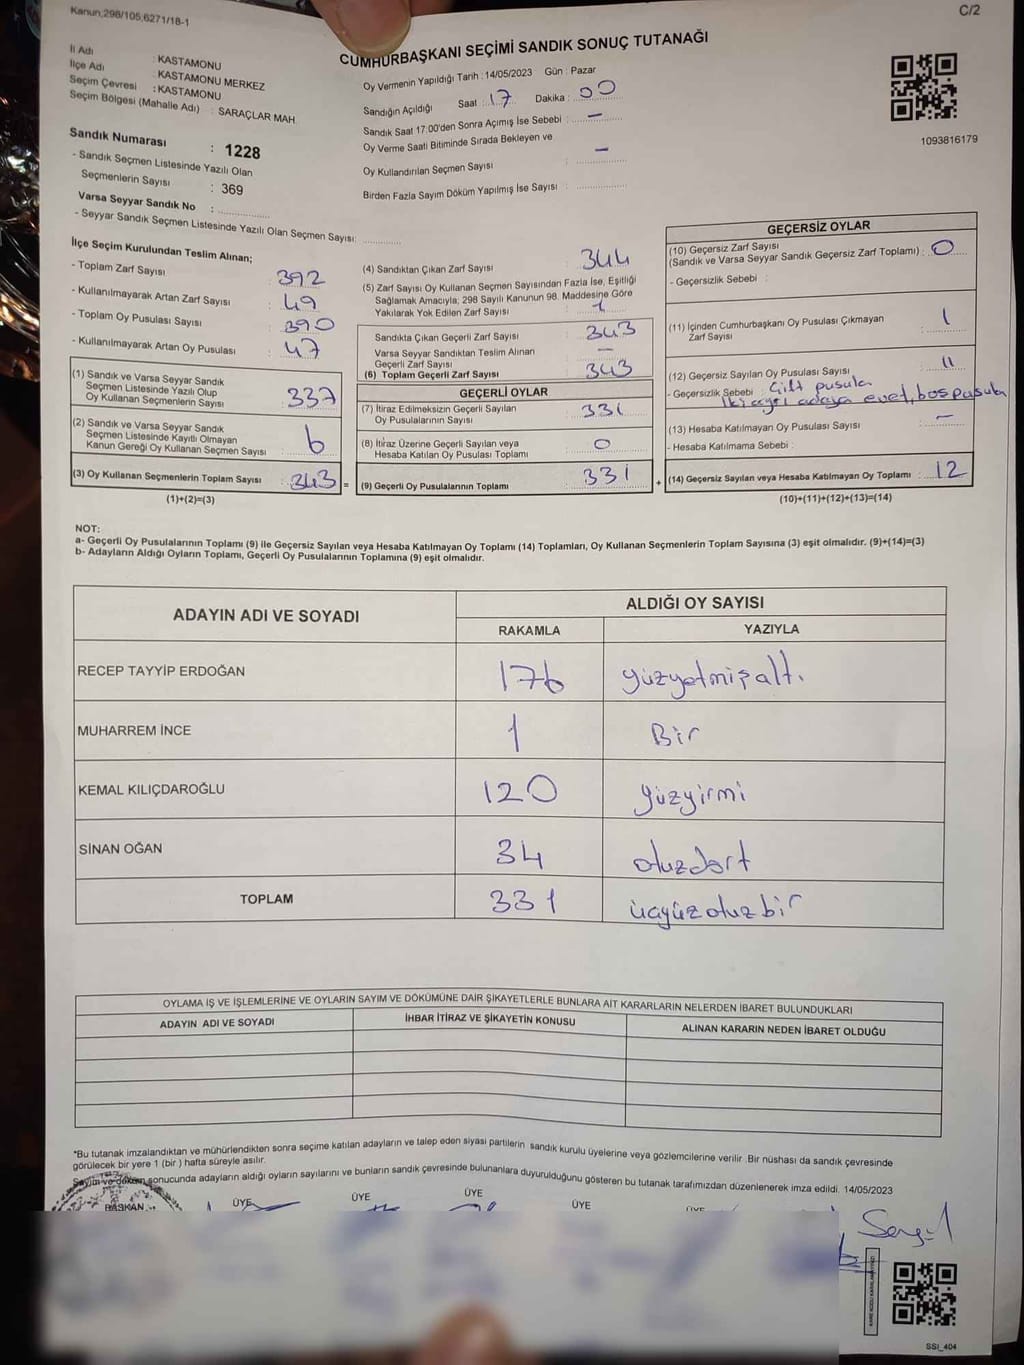 Kanun,298/105,6271/18-1
C/2
CUMHURBAŞKANI SEÇİMİ SANDIK SONUÇ TUTANAĞI
İl Adı : KASTAMONU
İlçe Adı : KASTAMONU MERKEZ
Seçim Çevresi : KASTAMONU
Seçim Bölgesi (Mahalle Adı) : SARAÇLAR MAH.
Sandık Numarası : 1228
- Sandık Seçmen Listesinde Yazılı Olan
Seçmenlerin Sayısı : 369
Varsa Seyyar Sandık No :
- Seyyar Sandık Seçmen Listesinde Yazılı Olan Seçmen Sayısı:
Oy Vermenin Yapıldığı Tarih : 14/05/2023 Gün : Pazar
Sandığın Açıldığı Saat : 17 Dakika : 00
Sandık Saat 17:00'den Sonra Açımış İse Sebebi : -
Oy Verme Saati Bitiminde Sırada Bekleyen ve
Oy Kullandırılan Seçmen Sayısı : -
Birden Fazla Sayım Döküm Yapılmış İse Sayısı :
1093816179
İlçe Seçim Kurulundan Teslim Alınan;
- Toplam Zarf Sayısı : 392
- Kullanılmayarak Artan Zarf Sayısı : 49
- Toplam Oy Pusulası Sayısı : 390
- Kullanılmayarak Artan Oy Pusulası : 47
(1) Sandık ve Varsa Seyyar Sandık
Seçmen Listesinde Yazılı Olup
Oy Kullanan Seçmenlerin Sayısı : 337
(2) Sandık ve Varsa Seyyar Sandık
Seçmen Listesinde Kayıtlı Olmayan
Kanun Gereği Oy Kullanan Seçmen Sayısı : 6
(3) Oy Kullanan Seçmenlerin Toplam Sayısı : 343 =
(1)+(2)=(3)
(4) Sandıktan Çıkan Zarf Sayısı : 344
(5) Zarf Sayısı Oy Kullanan Seçmen Sayısından Fazla İse, Eşitliği
Sağlamak Amacıyla; 298 Sayılı Kanunun 98. Maddesine Göre
Yakılarak Yok Edilen Zarf Sayısı : 1
Sandıkta Çıkan Geçerli Zarf Sayısı : 343
Varsa Seyyar Sandıktan Teslim Alınan
Geçerli Zarf Sayısı : -
(6) Toplam Geçerli Zarf Sayısı : 343
GEÇERLİ OYLAR
(7) İtiraz Edilmeksizin Geçerli Sayılan
Oy Pusulalarının Sayısı : 331
(8) İtiraz Üzerine Geçerli Sayılan veya
Hesaba Katılan Oy Pusulası Toplamı : 0
(9) Geçerli Oy Pusulalarının Toplamı : 331 +
GEÇERSİZ OYLAR
(10) Geçersiz Zarf Sayısı
(Sandık ve Varsa Seyyar Sandık Geçersiz Zarf Toplamı) : 0
- Geçersizlik Sebebi :
(11) İçinden Cumhurbaşkanı Oy Pusulası Çıkmayan
Zarf Sayısı : 1
(12) Geçersiz Sayılan Oy Pusulası Sayısı : 11
- Geçersizlik Sebebi : Çift pusula
İki ayrı adaya evet, boş pusula
(13) Hesaba Katılmayan Oy Pusulası Sayısı : -
- Hesaba Katılmama Sebebi :
(14) Geçersiz Sayılan veya Hesaba Katılmayan Oy Toplamı : 12
(10)+(11)+(12)+(13)=(14)
NOT:
a- Geçerli Oy Pusulalarının Toplamı (9) ile Geçersiz Sayılan veya Hesaba Katılmayan Oy Toplamı (14) Toplamları, Oy Kullanan Seçmenlerin Toplam Sayısına (3) eşit olmalıdır. (9)+(14)=(3)
b- Adayların Aldığı Oyların Toplamı, Geçerli Oy Pusulalarının Toplamına (9) eşit olmalıdır.
ADAYIN ADI VE SOYADI
ALDIĞI OY SAYISI
RAKAMLA YAZIYLA
RECEP TAYYİP ERDOĞAN 176 yüzyetmişaltı
MUHARREM İNCE 1 Bir
KEMAL KILIÇDAROĞLU 120 yüzyirmi
SİNAN OĞAN 34 otuzdört
TOPLAM 331 üçyüzotuzbir
OYLAMA İŞ VE İŞLEMLERİNE VE OYLARIN SAYIM VE DÖKÜMÜNE DAİR ŞİKAYETLERLE BUNLARA AİT KARARLARIN NELERDEN İBARET BULUNDUKLARI
ADAYIN ADI VE SOYADI İHBAR İTİRAZ VE ŞİKAYETİN KONUSU ALINAN KARARIN NEDEN İBARET OLDUĞU
*Bu tutanak imzalandıktan ve mühürlendikten sonra seçime katılan adayların ve talep eden siyasi partilerin sandık kurulu üyelerine veya gözlemcilerine verilir .Bir nüshası da sandık çevresinde
görülecek bir yere 1 (bir ) hafta süreyle asılır.
Sayım ve döküm sonucunda adayların aldığı oyların sayılarını ve bunların sandık çevresinde bulunanlara duyurulduğunu gösteren bu tutanak tarafımızdan düzenlenerek imza edildi. 14/05/2023
BAŞKAN ÜYE ÜYE ÜYE ÜYE ÜYE
SSİ_404